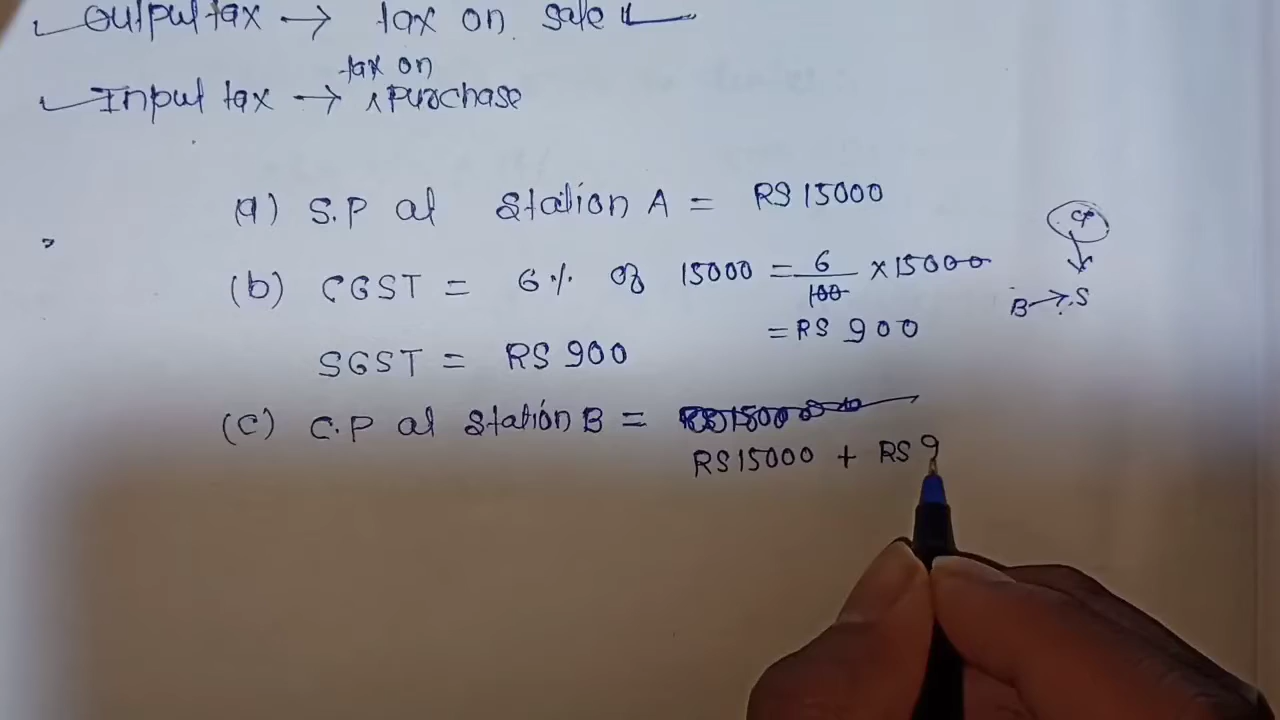 Output tax → tax on sale
tax on
Input tax → ^ purchase
(a) S.P at Station A = RS 15000
(b) CGST = 6% of 15000 = 6/100 × 15000
= RS 900
SGST = RS 900
CP
B → S
(c) C.P at Station B =
RS 15000 + RS 9